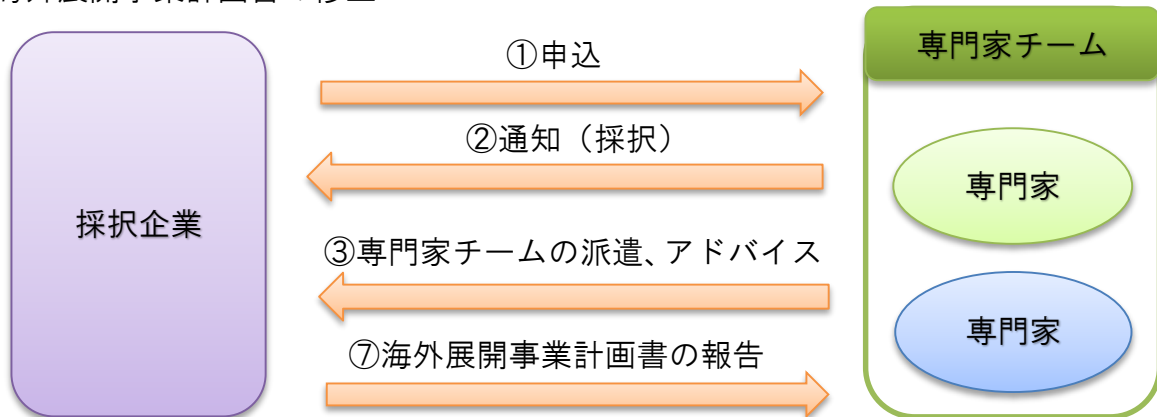 専門家チーム
①申込
②通知（採択）
専門家
採択企業
③専門家チームの派遣、アドバイス
専門家
⑦海外展開事業計画書の報告